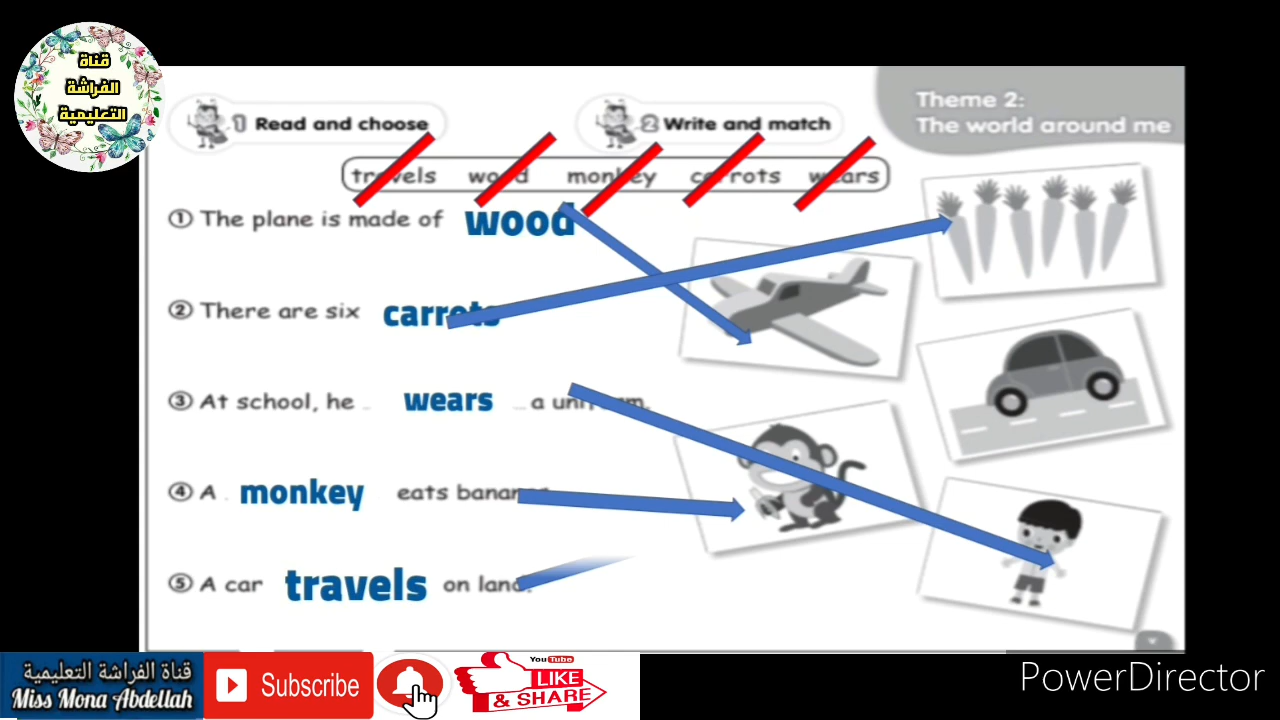 قناة
الفراشة
التعليمية
Theme 2:
The world around me
1 Read and choose
2 Write and match
travels wood monkey carrots wears
① The plane is made of wood
② There are six carrots
③ At school, he wears a uniform.
④ A monkey eats bananas
⑤ A car travels on land.
قناة الفراشة التعليمية
Miss Mona Abdellah
Subscribe
YouTube
LIKE
& SHARE
PowerDirector